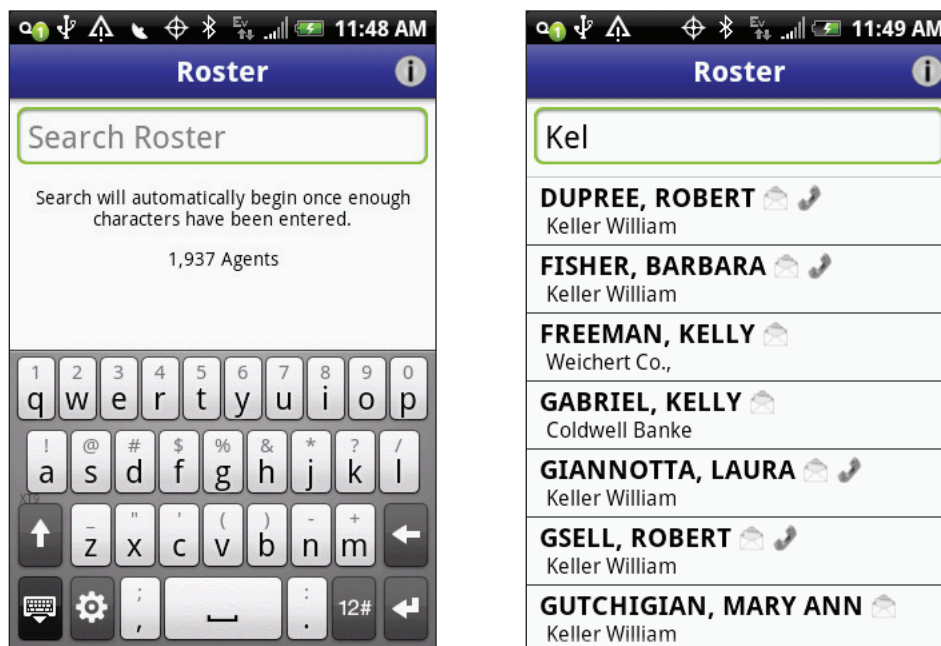 11:48 AM
Roster
Search Roster
Search will automatically begin once enough
characters have been entered.
1,937 Agents
1 2 3 4 5 6 7 8 9 0
q w e r t y u i o p
! @ # $ % & * ? /
a s d f g h j k l
XT9
_ " ' ( ) - +
z x c v b n m
; :
, . 12#
11:49 AM
Roster
Kel
DUPREE, ROBERT
Keller William
FISHER, BARBARA
Keller William
FREEMAN, KELLY
Weichert Co.,
GABRIEL, KELLY
Coldwell Banke
GIANNOTTA, LAURA
Keller William
GSELL, ROBERT
Keller William
GUTCHIGIAN, MARY ANN
Keller William